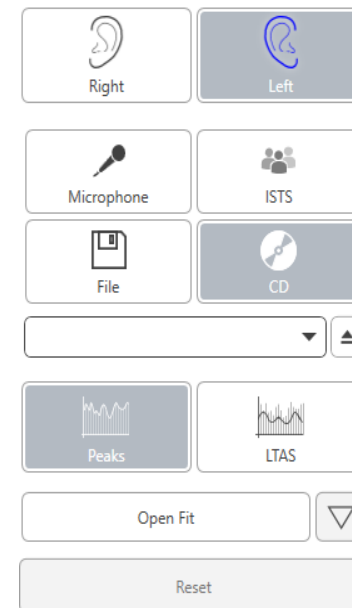 Right Left
Microphone ISTS
File CD
Peaks LTAS
Open Fit
Reset